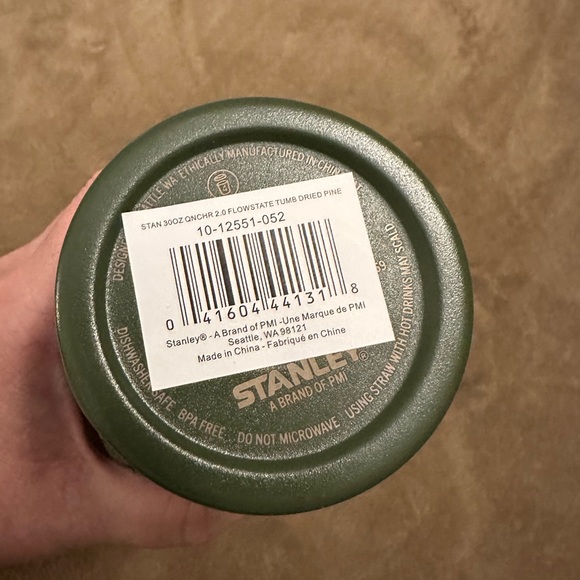 STAN 30OZ QNCHR 2.0 FLOWSTATE TUMB DRIED PINE
10-12551-052
0 41604 44131 8
Stanley® - A Brand of PMI -Une Marque de PMI
Seattle, WA 98121
Made in China - Fabriqué en Chine
ETHICALLY MANUFACTURED IN
STANLEY®
A BRAND OF PMI
DISHWASHER SAFE BPA FREE. DO NOT MICROWAVE USING STRAW WITH HOT DRINKS MAY SCALD